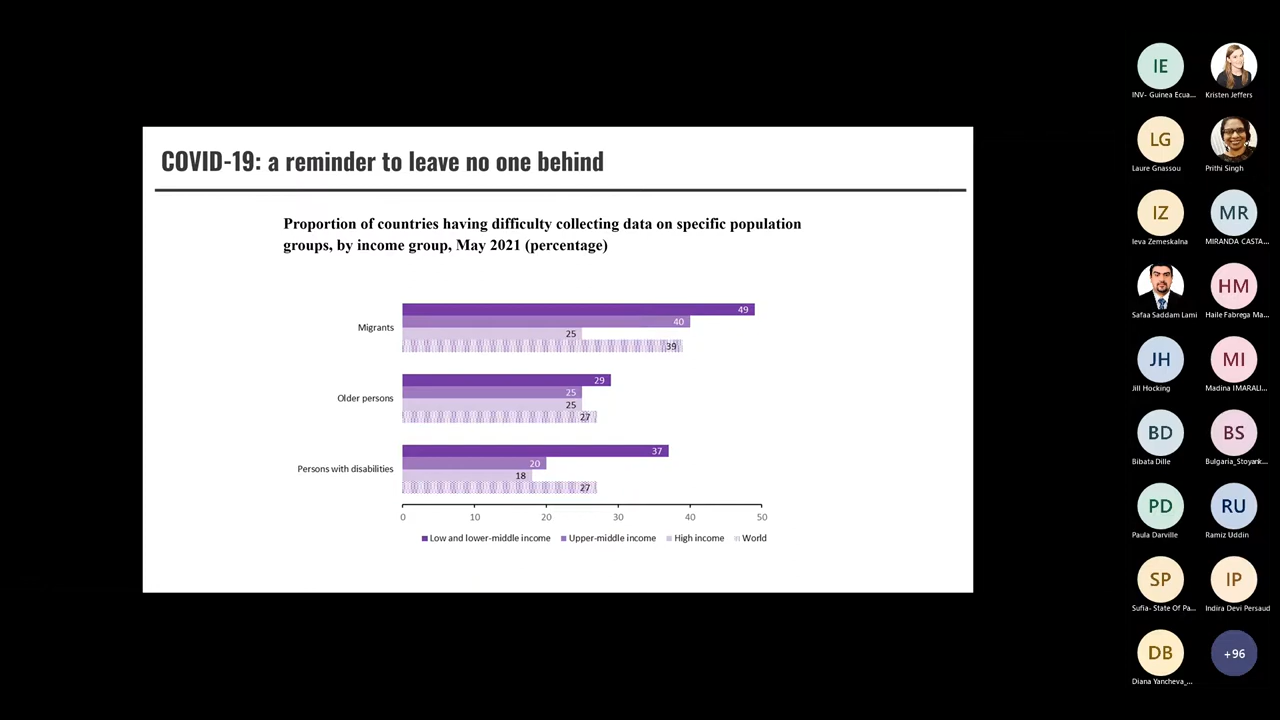 COVID-19: a reminder to leave no one behind
Proportion of countries having difficulty collecting data on specific population
groups, by income group, May 2021 (percentage)
Migrants
49
40
25
39
Older persons
29
25
25
27
Persons with disabilities
37
20
18
27
0 10 20 30 40 50
Low and lower-middle income Upper-middle income High income World
IE
INV- Guinea Ecua...
Kristen Jeffers
LG
Laure Gnassou
Prithi Singh
IZ
Ieva Zemeskalna
MR
MIRANDA CASTA...
Safaa Saddam Lami
HM
Haile Fabrega Ma...
JH
Jill Hocking
MI
Madina IMARALI...
BD
Bibata Dille
BS
Bulgaria_Stoyank...
PD
Paula Darville
RU
Ramiz Uddin
SP
Sufia- State Of Pa...
IP
Indira Devi Persaud
DB
Diana Yancheva_...
+96